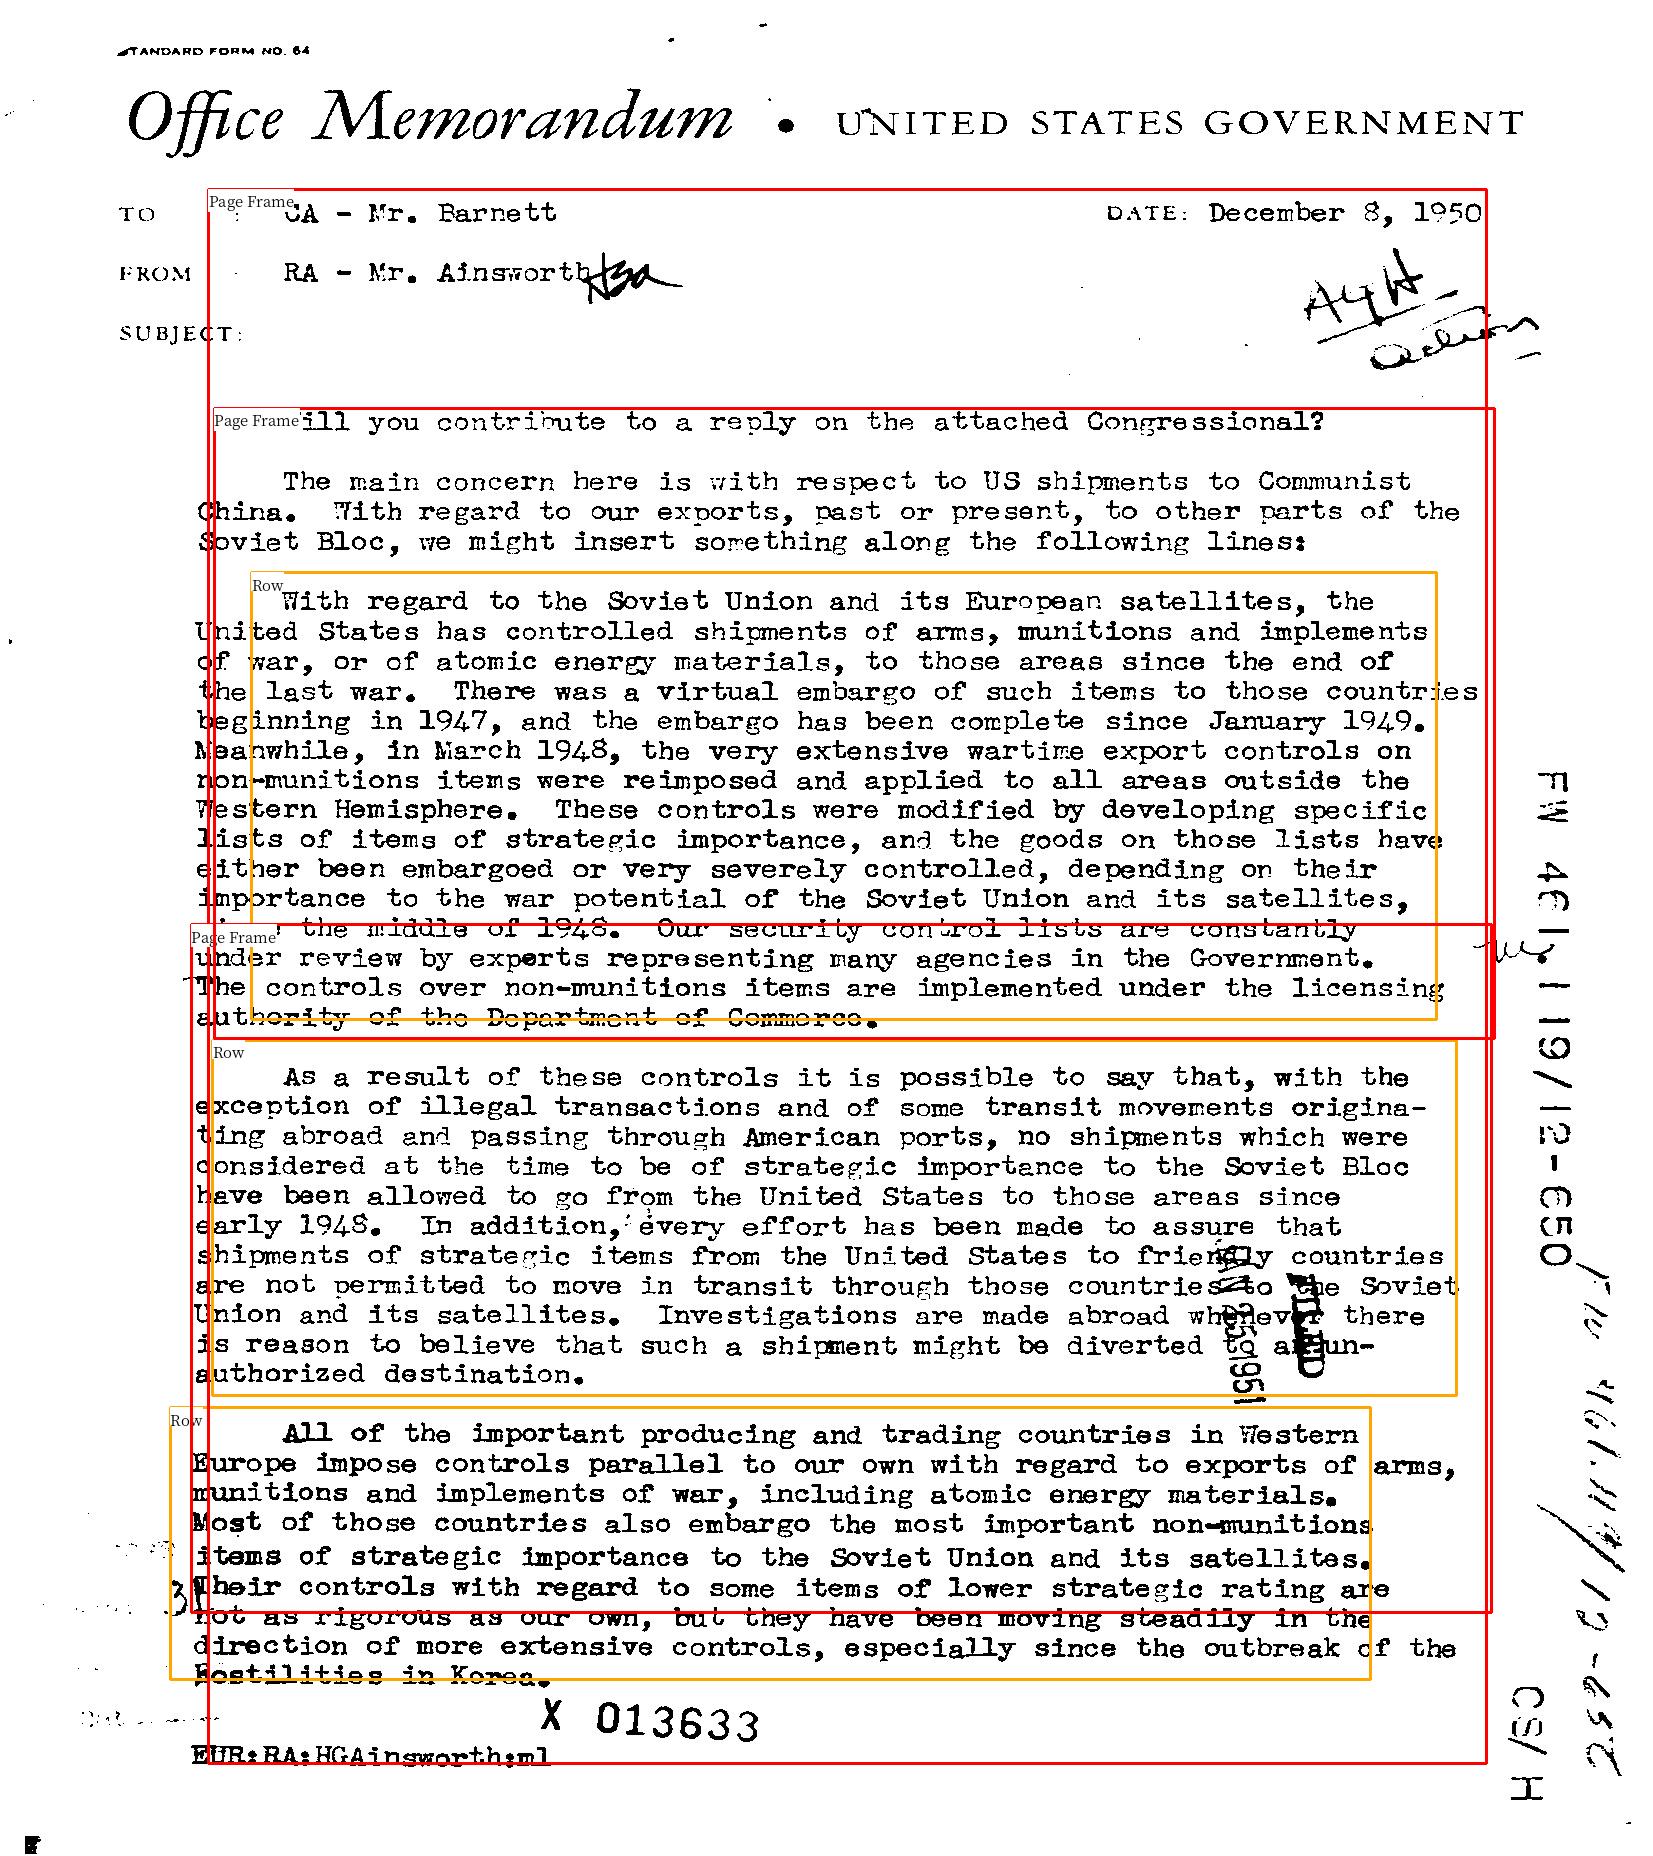 STANDARD FORM NO. 64
Office Memorandum • UNITED STATES GOVERNMENT
TO : CA - Mr. Barnett DATE: December 8, 1950
FROM : RA - Mr. Ainsworth
SUBJECT:
Action
Page Frame
Page Frame
Will you contribute to a reply on the attached Congressional?
The main concern here is with respect to US shipments to Communist
China. With regard to our exports, past or present, to other parts of the
Soviet Bloc, we might insert something along the following lines:
Row
With regard to the Soviet Union and its European satellites, the
United States has controlled shipments of arms, munitions and implements
of war, or of atomic energy materials, to those areas since the end of
the last war. There was a virtual embargo of such items to those countries
beginning in 1947, and the embargo has been complete since January 1949.
Meanwhile, in March 1948, the very extensive wartime export controls on
non-munitions items were reimposed and applied to all areas outside the
Western Hemisphere. These controls were modified by developing specific
lists of items of strategic importance, and the goods on those lists have
either been embargoed or very severely controlled, depending on their
importance to the war potential of the Soviet Union and its satellites,
Page Frame
the middle of 1948. Our security control lists are constantly
under review by experts representing many agencies in the Government.
The controls over non-munitions items are implemented under the licensing
authority of the Department of Commerce.
Row
As a result of these controls it is possible to say that, with the
exception of illegal transactions and of some transit movements origina-
ting abroad and passing through American ports, no shipments which were
considered at the time to be of strategic importance to the Soviet Bloc
have been allowed to go from the United States to those areas since
early 1948. In addition, every effort has been made to assure that
shipments of strategic items from the United States to friendly countries
are not permitted to move in transit through those countries to the Soviet
Union and its satellites. Investigations are made abroad whenever there
is reason to believe that such a shipment might be diverted to an un-
authorized destination.
Row
All of the important producing and trading countries in Western
Europe impose controls parallel to our own with regard to exports of arms,
munitions and implements of war, including atomic energy materials.
Most of those countries also embargo the most important non-munitions
items of strategic importance to the Soviet Union and its satellites.
Their controls with regard to some items of lower strategic rating are
not as rigorous as our own, but they have been moving steadily in the
direction of more extensive controls, especially since the outbreak of the
hostilities in Korea.
X 013633
EUR:RA:HGAinsworth:ml
FW 461.119/12-650
CS/H
FILED
1951